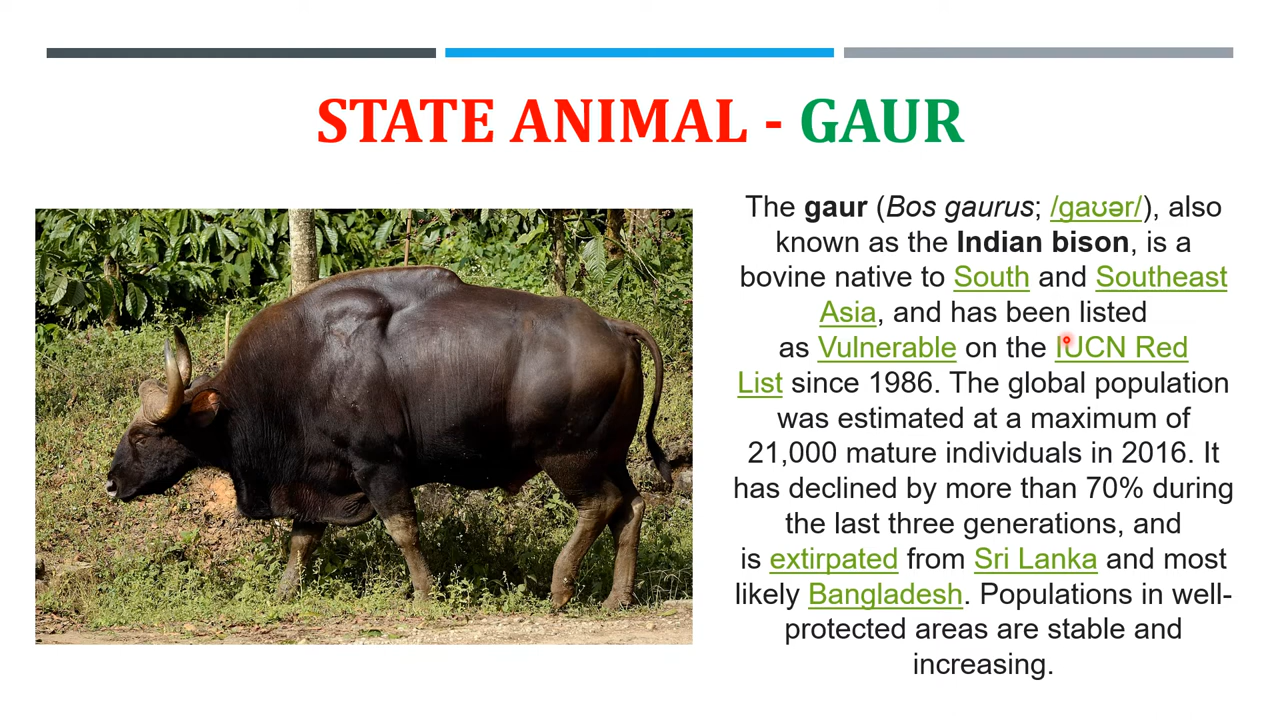 STATE ANIMAL - GAUR
The gaur (Bos gaurus; /ɡaʊər/), also
known as the Indian bison, is a
bovine native to South and Southeast
Asia, and has been listed
as Vulnerable on the IUCN Red
List since 1986. The global population
was estimated at a maximum of
21,000 mature individuals in 2016. It
has declined by more than 70% during
the last three generations, and
is extirpated from Sri Lanka and most
likely Bangladesh. Populations in well-
protected areas are stable and
increasing.